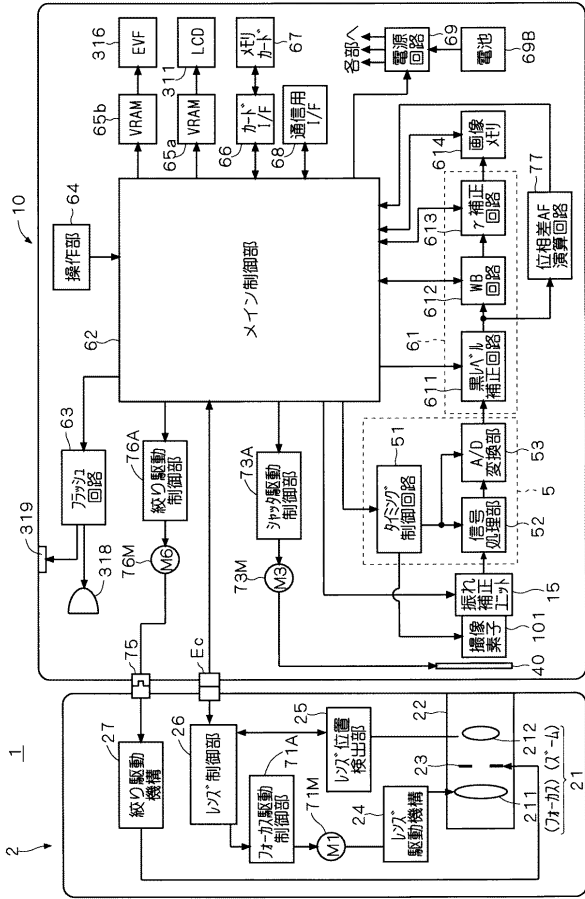 1
2
10
絞り駆動
機構
27
75
レンズ制御部
26
Ec
フォーカス駆動
制御部
71A
71M
M1
レンズ
駆動機構
24
レンズ位置
検出部
25
22
23
211
212
(フォーカス)
(ズーム)
21
319
318
フラッシュ
回路
63
76M
M6
絞り駆動
制御部
76A
73M
M3
シャッタ駆動
制御部
73A
40
62
メイン制御部
操作部
64
65b
VRAM
EVF
316
65a
VRAM
LCD
311
66
カード
I/F
メモリ
カード
67
68
通信用
I/F
各部へ
電源
回路
69
電池
69B
タイミング
制御回路
51
撮像
素子
101
振れ
補正
ユニット
15
信号
処理部
52
A/D
変換部
53
5
61
611
黒レベル
補正回路
612
WB
回路
613
γ補正
回路
614
画像
メモリ
77
位相差AF
演算回路